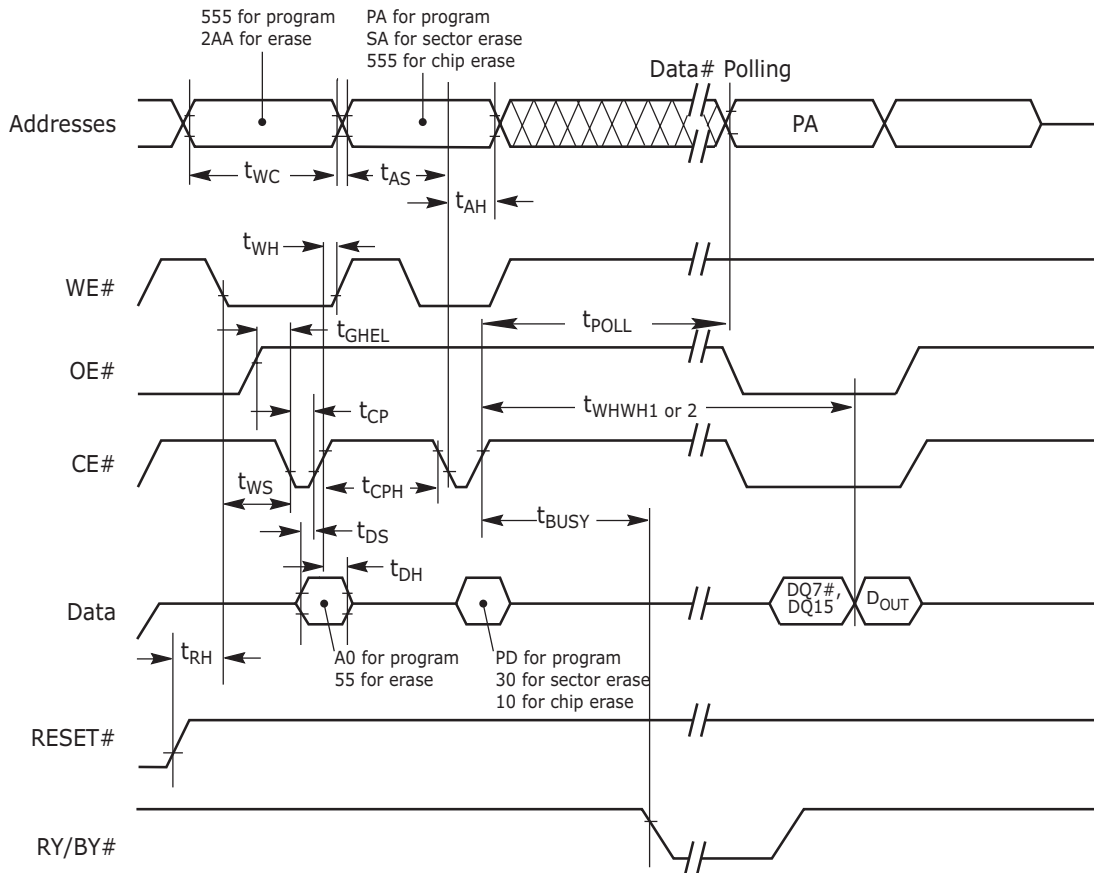 555 for program
2AA for erase
PA for program
SA for sector erase
555 for chip erase
Data# Polling
Addresses
PA
tWC
tAS
tAH
tWH
WE#
tGHEL
tPOLL
OE#
tCP
tWHWH1 or 2
CE#
tWS
tCPH
tBUSY
tDS
tDH
Data
DQ7#,
DQ15
DOUT
tRH
A0 for program
55 for erase
PD for program
30 for sector erase
10 for chip erase
RESET#
RY/BY#